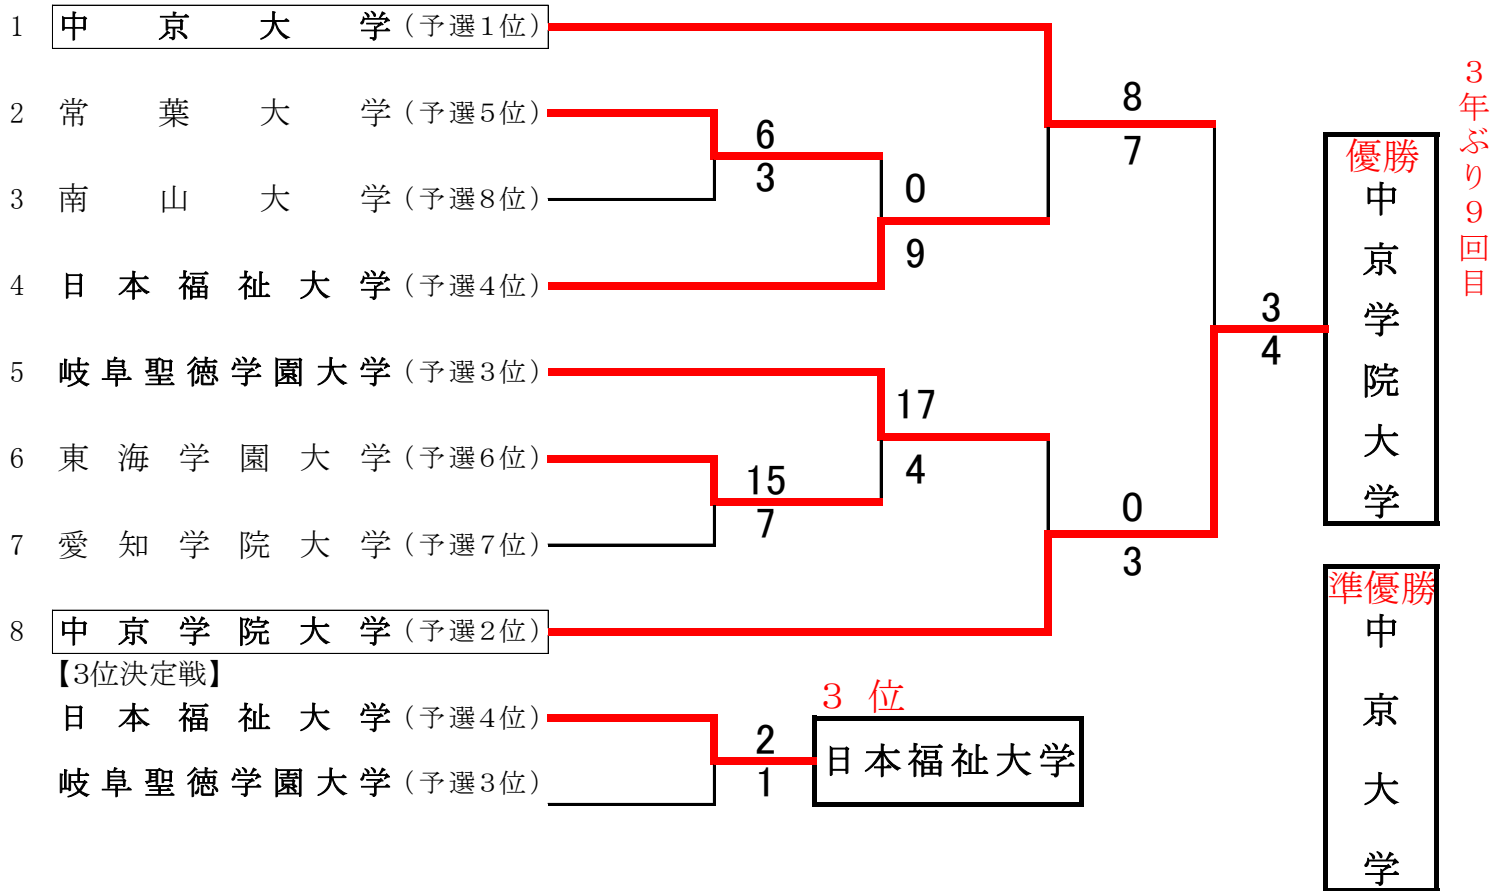 1 中京大学（予選１位）
2 常葉大学（予選５位）
3 南山大学（予選８位）
4 日本福祉大学（予選４位）
5 岐阜聖徳学園大学（予選３位）
6 東海学園大学（予選６位）
7 愛知学院大学（予選７位）
8 中京学院大学（予選２位）
6
3
0
9
17
4
15
7
8
7
0
3
3
4
優勝
中京学院大学
３年ぶり９回目
準優勝
中京大学
【3位決定戦】
日本福祉大学（予選４位）
岐阜聖徳学園大学（予選３位）
2
1
３位
日本福祉大学